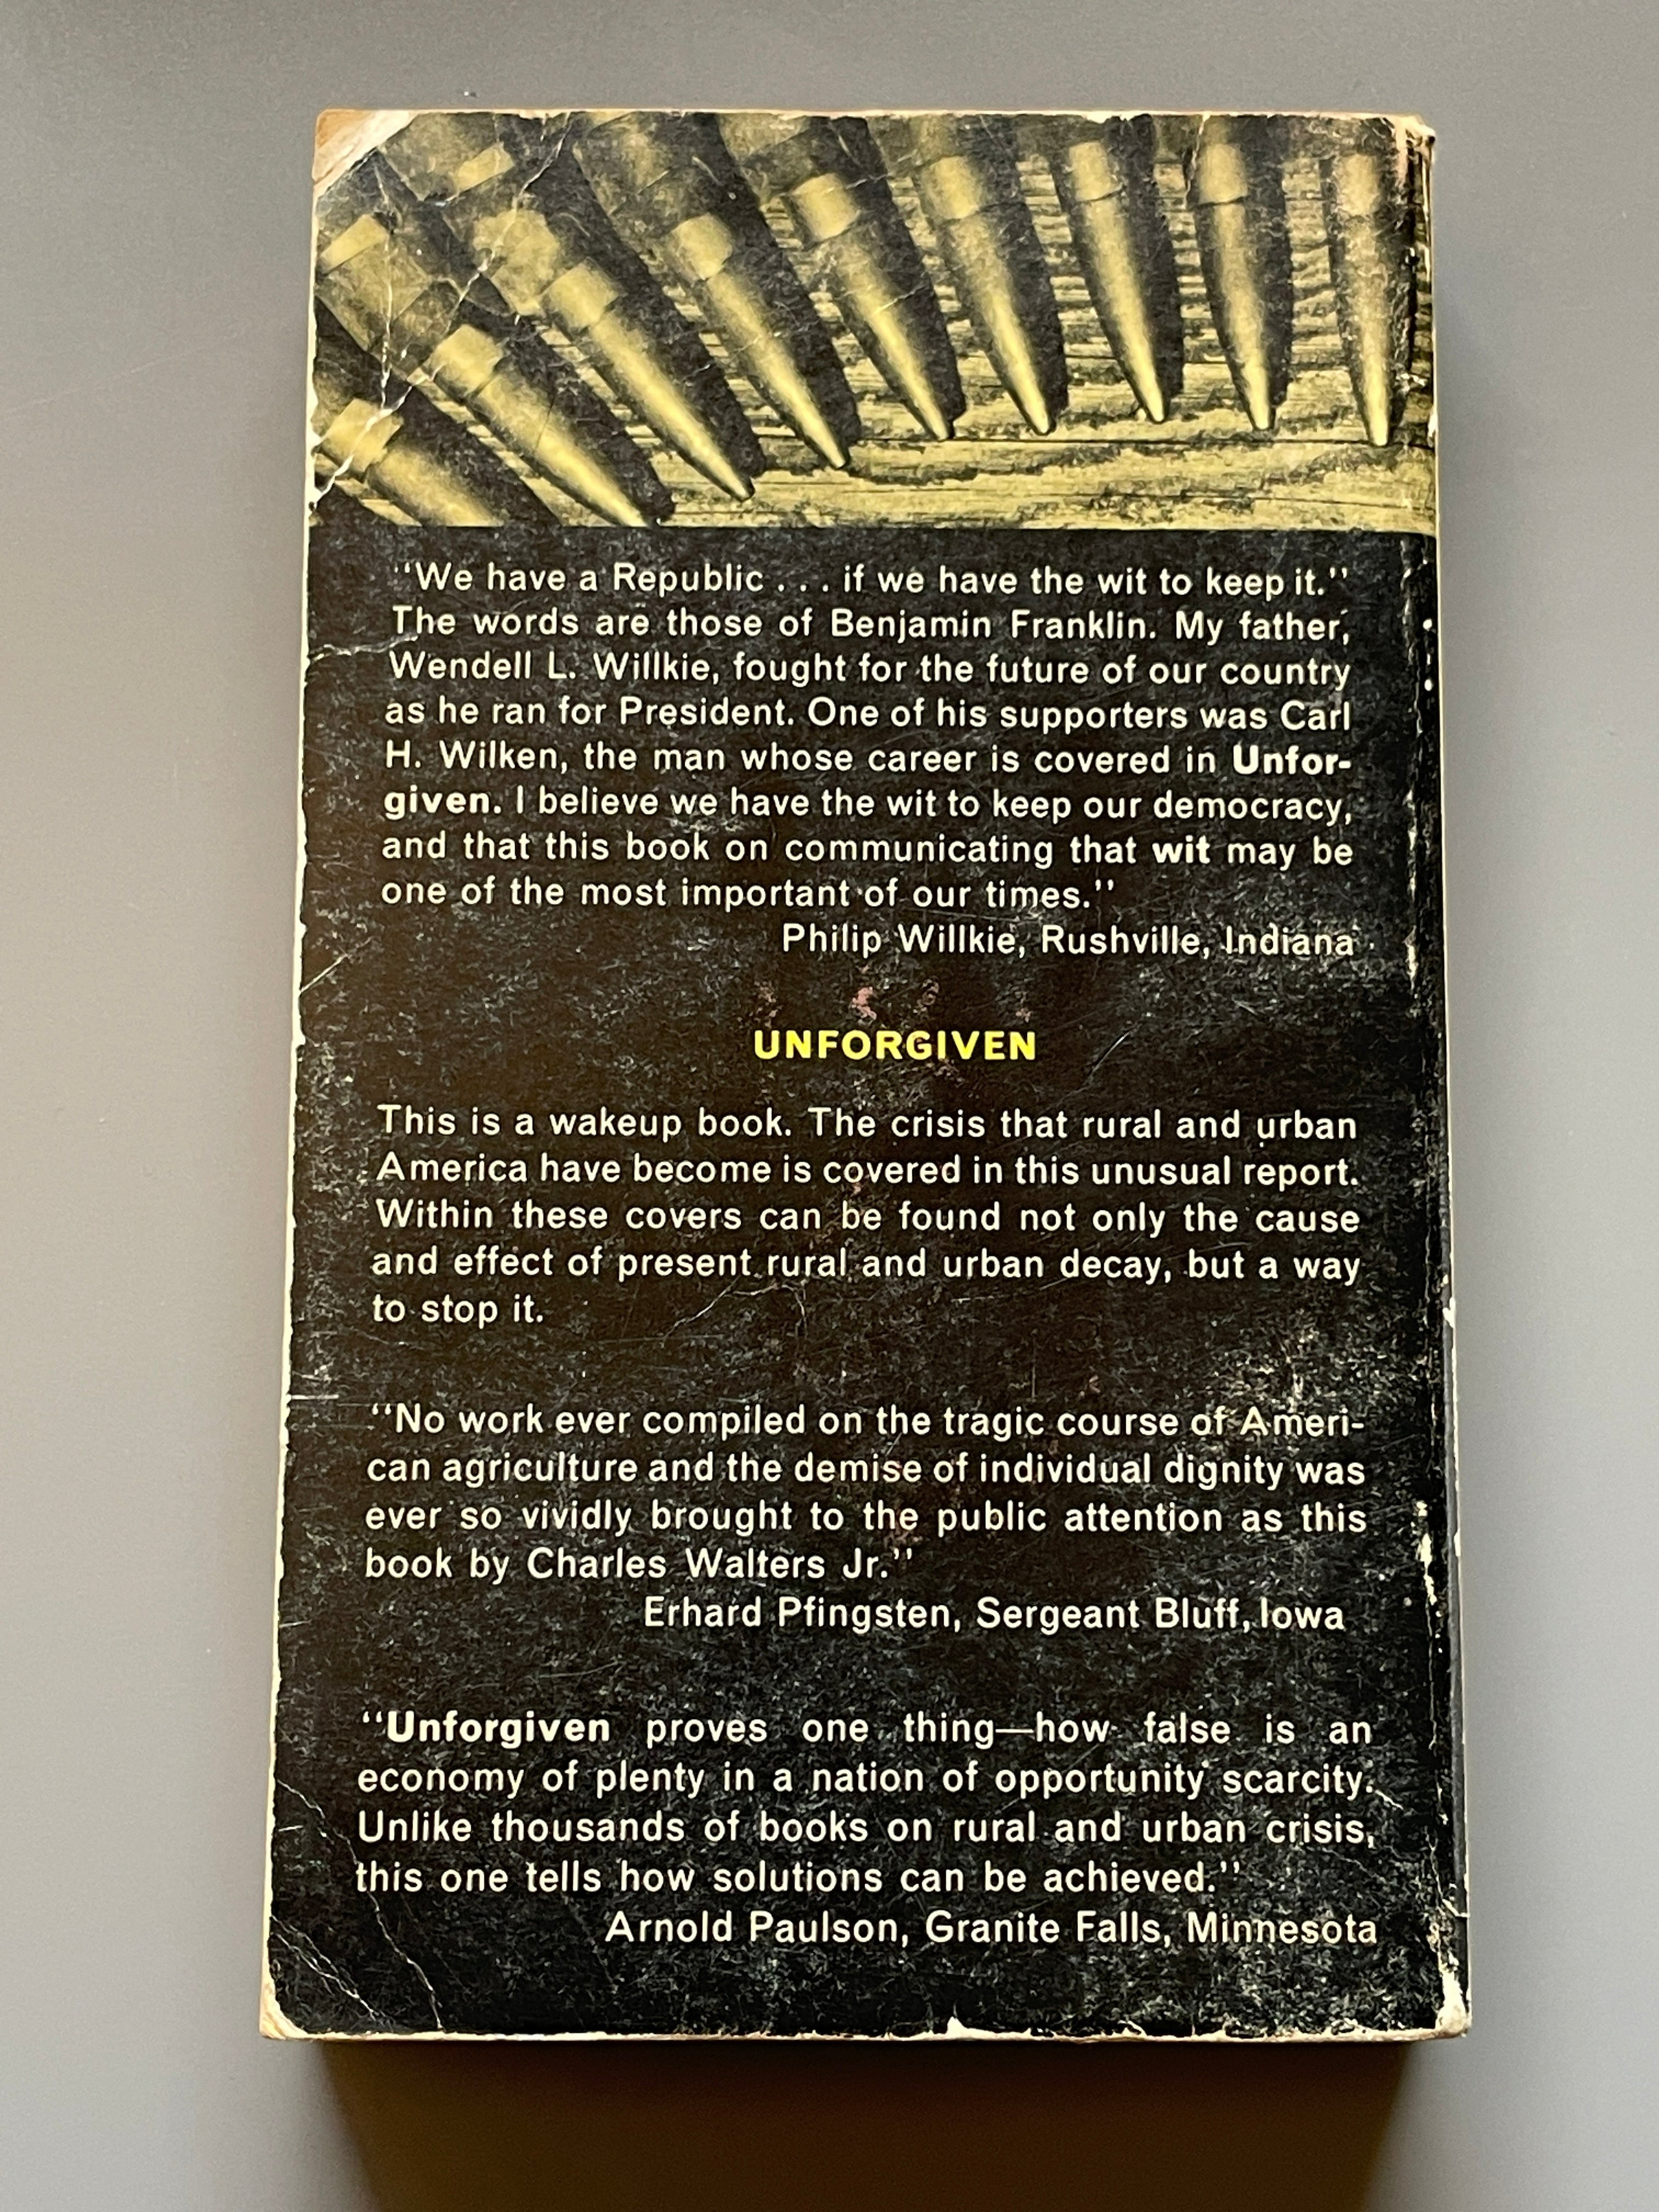 "We have a Republic . . . if we have the wit to keep it."
The words are those of Benjamin Franklin. My father,
Wendell L. Willkie, fought for the future of our country
as he ran for President. One of his supporters was Carl
H. Wilken, the man whose career is covered in Unfor-
given. I believe we have the wit to keep our democracy,
and that this book on communicating that wit may be
one of the most important of our times."
Philip Willkie, Rushville, Indiana
UNFORGIVEN
This is a wakeup book. The crisis that rural and urban
America have become is covered in this unusual report.
Within these covers can be found not only the cause
and effect of present rural and urban decay, but a way
to stop it.
"No work ever compiled on the tragic course of Ameri-
can agriculture and the demise of individual dignity was
ever so vividly brought to the public attention as this
book by Charles Walters Jr."
Erhard Pfingsten, Sergeant Bluff, Iowa
"Unforgiven proves one thing—how false is an
economy of plenty in a nation of opportunity scarcity.
Unlike thousands of books on rural and urban crisis,
this one tells how solutions can be achieved."
Arnold Paulson, Granite Falls, Minnesota